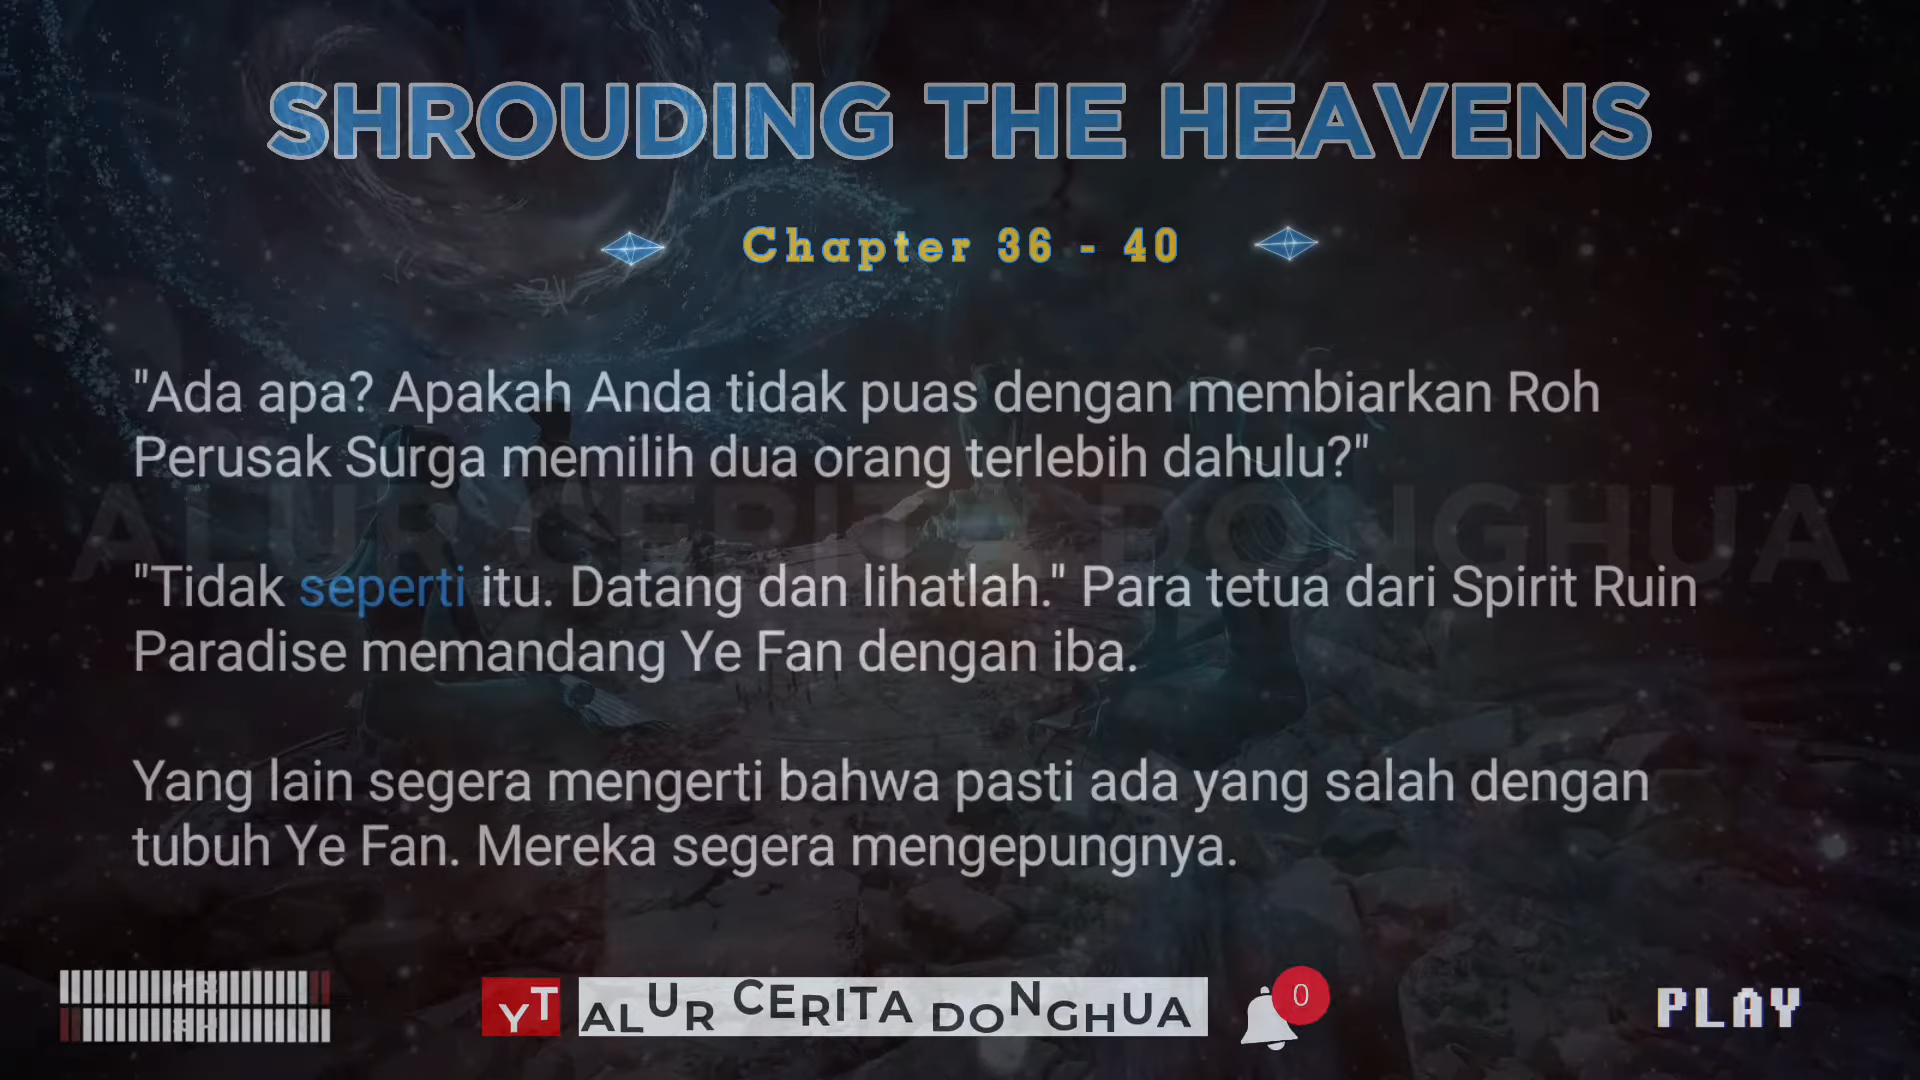 SHROUDING THE HEAVENS
Chapter 36 - 40
"Ada apa? Apakah Anda tidak puas dengan membiarkan Roh
Perusak Surga memilih dua orang terlebih dahulu?"
ALUR CERITA DONGHUA
"Tidak seperti itu. Datang dan lihatlah." Para tetua dari Spirit Ruin
Paradise memandang Ye Fan dengan iba.
Yang lain segera mengerti bahwa pasti ada yang salah dengan
tubuh Ye Fan. Mereka segera mengepungnya.
YT ALUR CERITA DONGHUA
0
PLAY